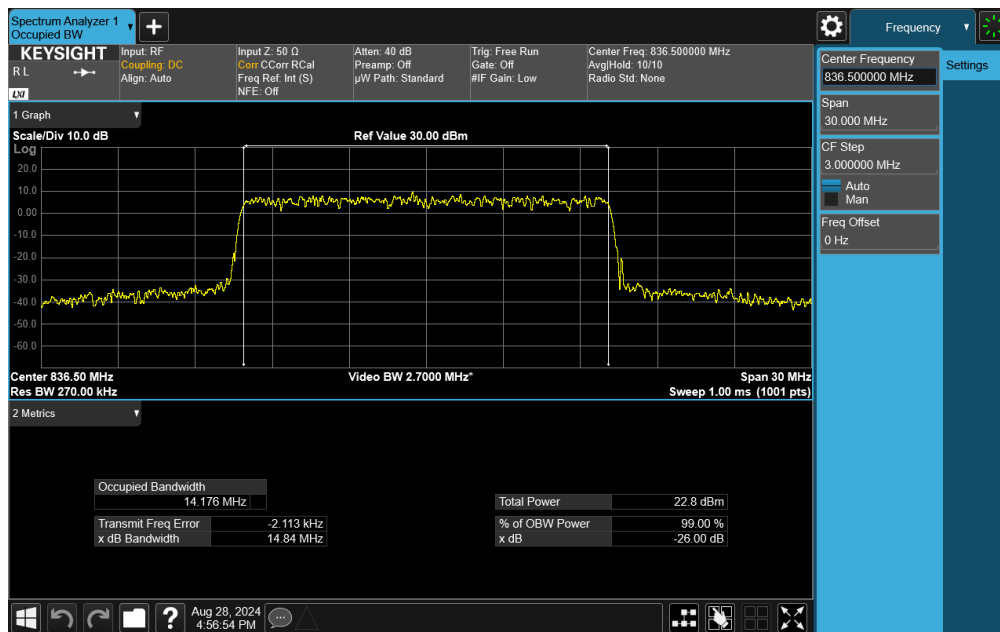 Spectrum Analyzer 1
Occupied BW
Frequency
KEYSIGHT
R L
LXI
Input: RF
Coupling: DC
Align: Auto
Input Z: 50 Ω
Corr CCorr RCal
Freq Ref: Int (S)
NFE: Off
Atten: 40 dB
Preamp: Off
µW Path: Standard
Trig: Free Run
Gate: Off
#IF Gain: Low
Center Freq: 836.500000 MHz
Avg|Hold: 10/10
Radio Std: None
Center Frequency
836.500000 MHz
Settings
Span
30.000 MHz
CF Step
3.000000 MHz
Auto
Man
Freq Offset
0 Hz
1 Graph
Scale/Div 10.0 dB
Ref Value 30.00 dBm
Log
20.0
10.0
0.00
-10.0
-20.0
-30.0
-40.0
-50.0
-60.0
Center 836.50 MHz
Video BW 2.7000 MHz*
Span 30 MHz
Res BW 270.00 kHz
Sweep 1.00 ms (1001 pts)
2 Metrics
Occupied Bandwidth
14.176 MHz
Total Power 22.8 dBm
Transmit Freq Error -2.113 kHz
% of OBW Power 99.00 %
x dB Bandwidth 14.84 MHz
x dB -26.00 dB
Aug 28, 2024
4:56:54 PM